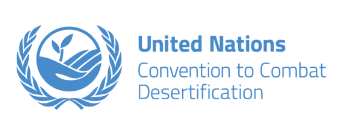 United Nations
Convention to Combat
Desertification